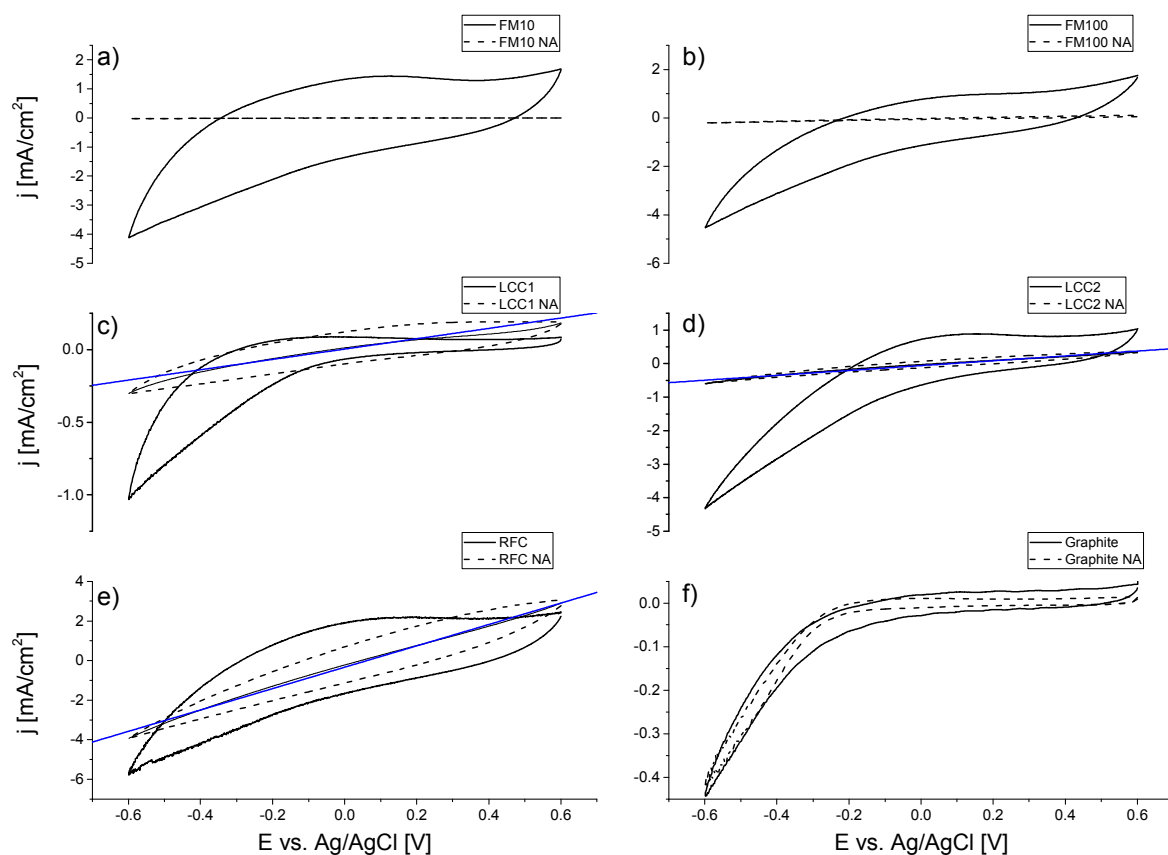 FM10
FM10 NA
a)
2
1
0
-1
-2
-3
-4
-5
j [mA/cm²]
FM100
FM100 NA
b)
2
0
-2
-4
-6
j [mA/cm²]
LCC1
LCC1 NA
c)
0.0
-0.5
-1.0
j [mA/cm²]
LCC2
LCC2 NA
d)
1
0
-1
-2
-3
-4
-5
RFC
RFC NA
e)
4
2
0
-2
-4
-6
j [mA/cm²]
-0.6 -0.4 -0.2 0.0 0.2 0.4 0.6
E vs. Ag/AgCl [V]
Graphite
Graphite NA
f)
0.0
-0.1
-0.2
-0.3
-0.4
-0.6 -0.4 -0.2 0.0 0.2 0.4 0.6
E vs. Ag/AgCl [V]